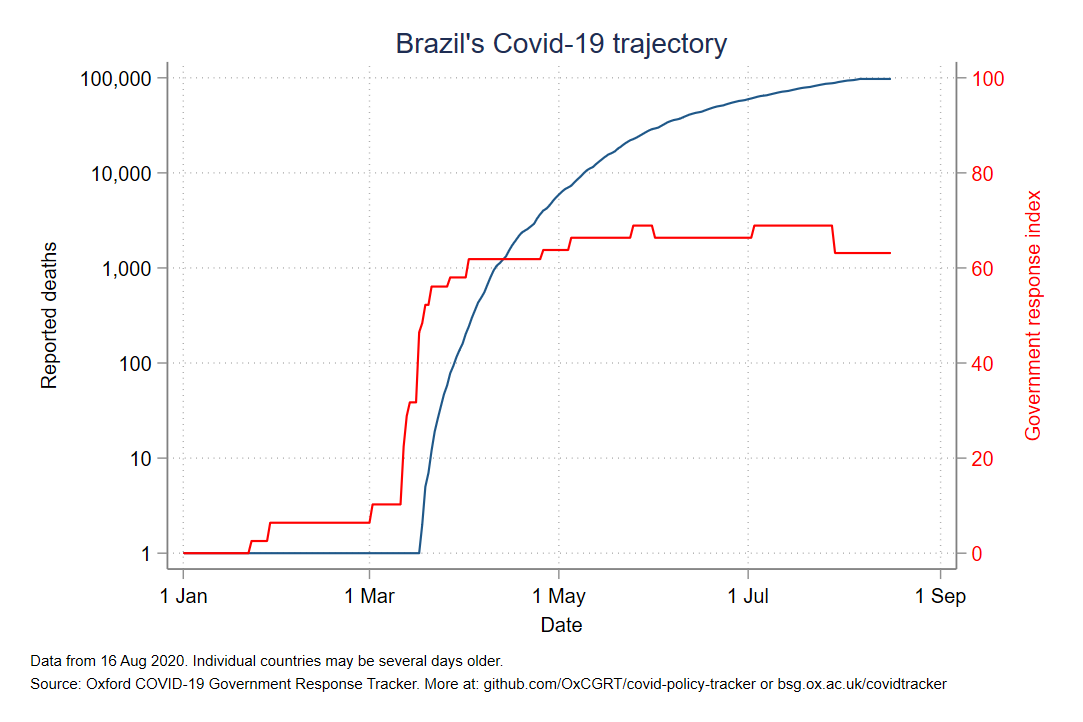 Brazil's Covid-19 trajectory
100,000
10,000
1,000
100
10
1
Reported deaths
100
80
60
40
20
0
Government response index
1 Jan
1 Mar
1 May
1 Jul
1 Sep
Date
Data from 16 Aug 2020. Individual countries may be several days older.
Source: Oxford COVID-19 Government Response Tracker. More at: github.com/OxCGRT/covid-policy-tracker or bsg.ox.ac.uk/covidtracker